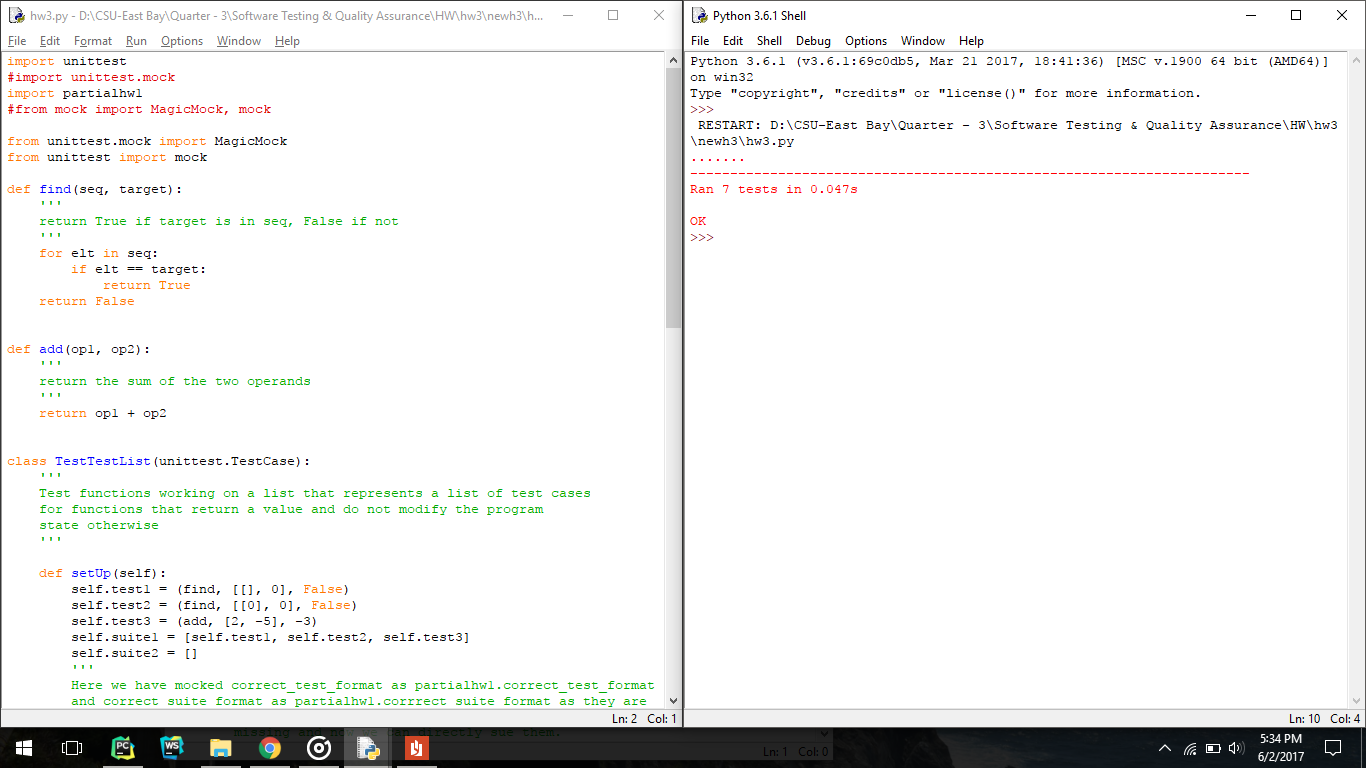 hw3.py - D:\CSU-East Bay\Quarter - 3\Software Testing & Quality Assurance\HW\hw3\newh3\h...
File Edit Format Run Options Window Help
import unittest
#import unittest.mock
import partialhw1
#from mock import MagicMock, mock
from unittest.mock import MagicMock
from unittest import mock
def find(seq, target):
'''
return True if target is in seq, False if not
'''
for elt in seq:
if elt == target:
return True
return False
def add(op1, op2):
'''
return the sum of the two operands
'''
return op1 + op2
class TestTestList(unittest.TestCase):
'''
Test functions working on a list that represents a list of test cases
for functions that return a value and do not modify the program
state otherwise
'''
def setUp(self):
self.test1 = (find, [[], 0], False)
self.test2 = (find, [[0], 0], False)
self.test3 = (add, [2, -5], -3)
self.suite1 = [self.test1, self.test2, self.test3]
self.suite2 = []
'''
Here we have mocked correct_test_format as partialhw1.correct_test_format
and correct suite format as partialhw1.corrrect suite format as they are
Ln: 2 Col: 1
Python 3.6.1 Shell
File Edit Shell Debug Options Window Help
Python 3.6.1 (v3.6.1:69c0db5, Mar 21 2017, 18:41:36) [MSC v.1900 64 bit (AMD64)]
on win32
Type "copyright", "credits" or "license()" for more information.
>>>
RESTART: D:\CSU-East Bay\Quarter - 3\Software Testing & Quality Assurance\HW\hw3
\newh3\hw3.py
.......
----------------------------------------------------------------------
Ran 7 tests in 0.047s
OK
>>>
Ln: 10 Col: 4
missing and now we can directly sue them.
Ln: 1 Col: 0
PC
WS
5:34 PM
6/2/2017